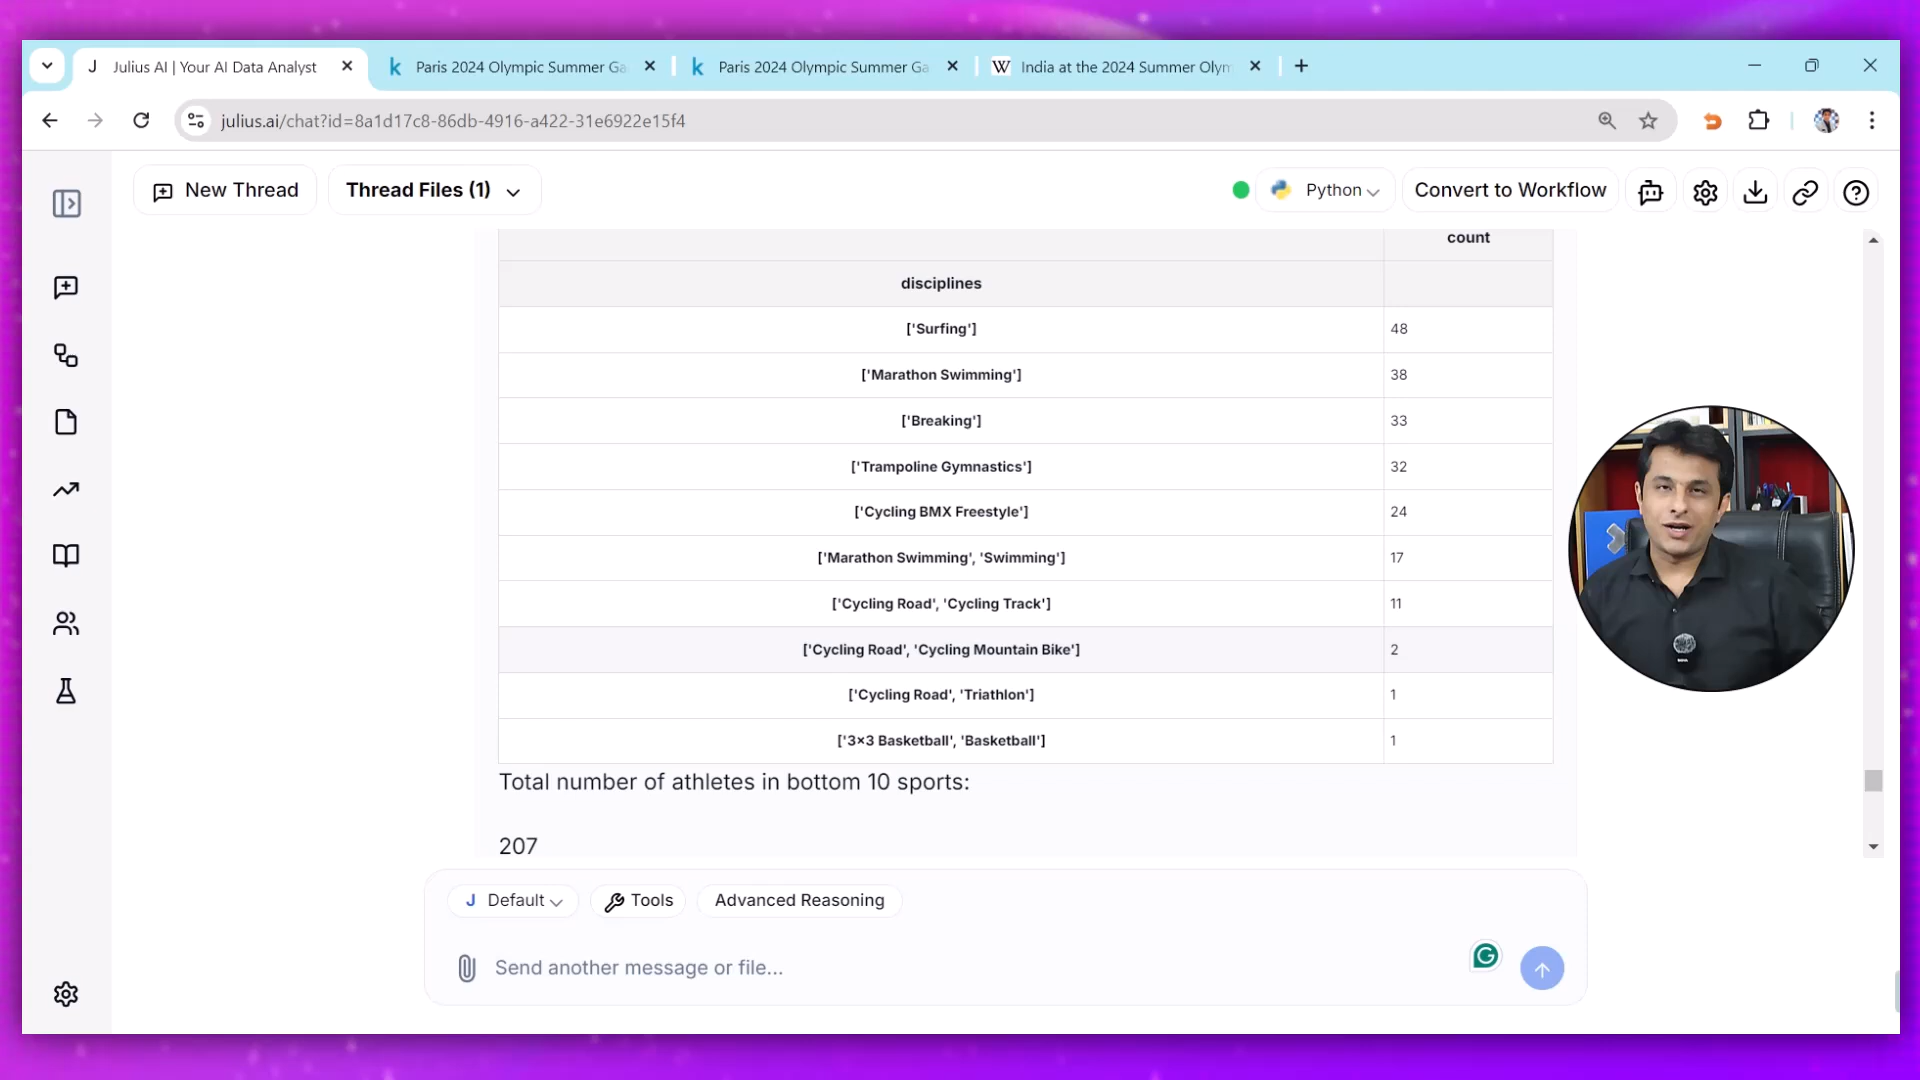 Julius AI | Your AI Data Analyst
Paris 2024 Olympic Summer Ga
Paris 2024 Olympic Summer Ga
India at the 2024 Summer Olym
julius.ai/chat?id=8a1d17c8-86db-4916-a422-31e6922e15f4
New Thread
Thread Files (1)
Python
Convert to Workflow
count
disciplines
['Surfing'] 48
['Marathon Swimming'] 38
['Breaking'] 33
['Trampoline Gymnastics'] 32
['Cycling BMX Freestyle'] 24
['Marathon Swimming', 'Swimming'] 17
['Cycling Road', 'Cycling Track'] 11
['Cycling Road', 'Cycling Mountain Bike'] 2
['Cycling Road', 'Triathlon'] 1
['3×3 Basketball', 'Basketball'] 1
Total number of athletes in bottom 10 sports:
207
J Default
Tools
Advanced Reasoning
Send another message or file...